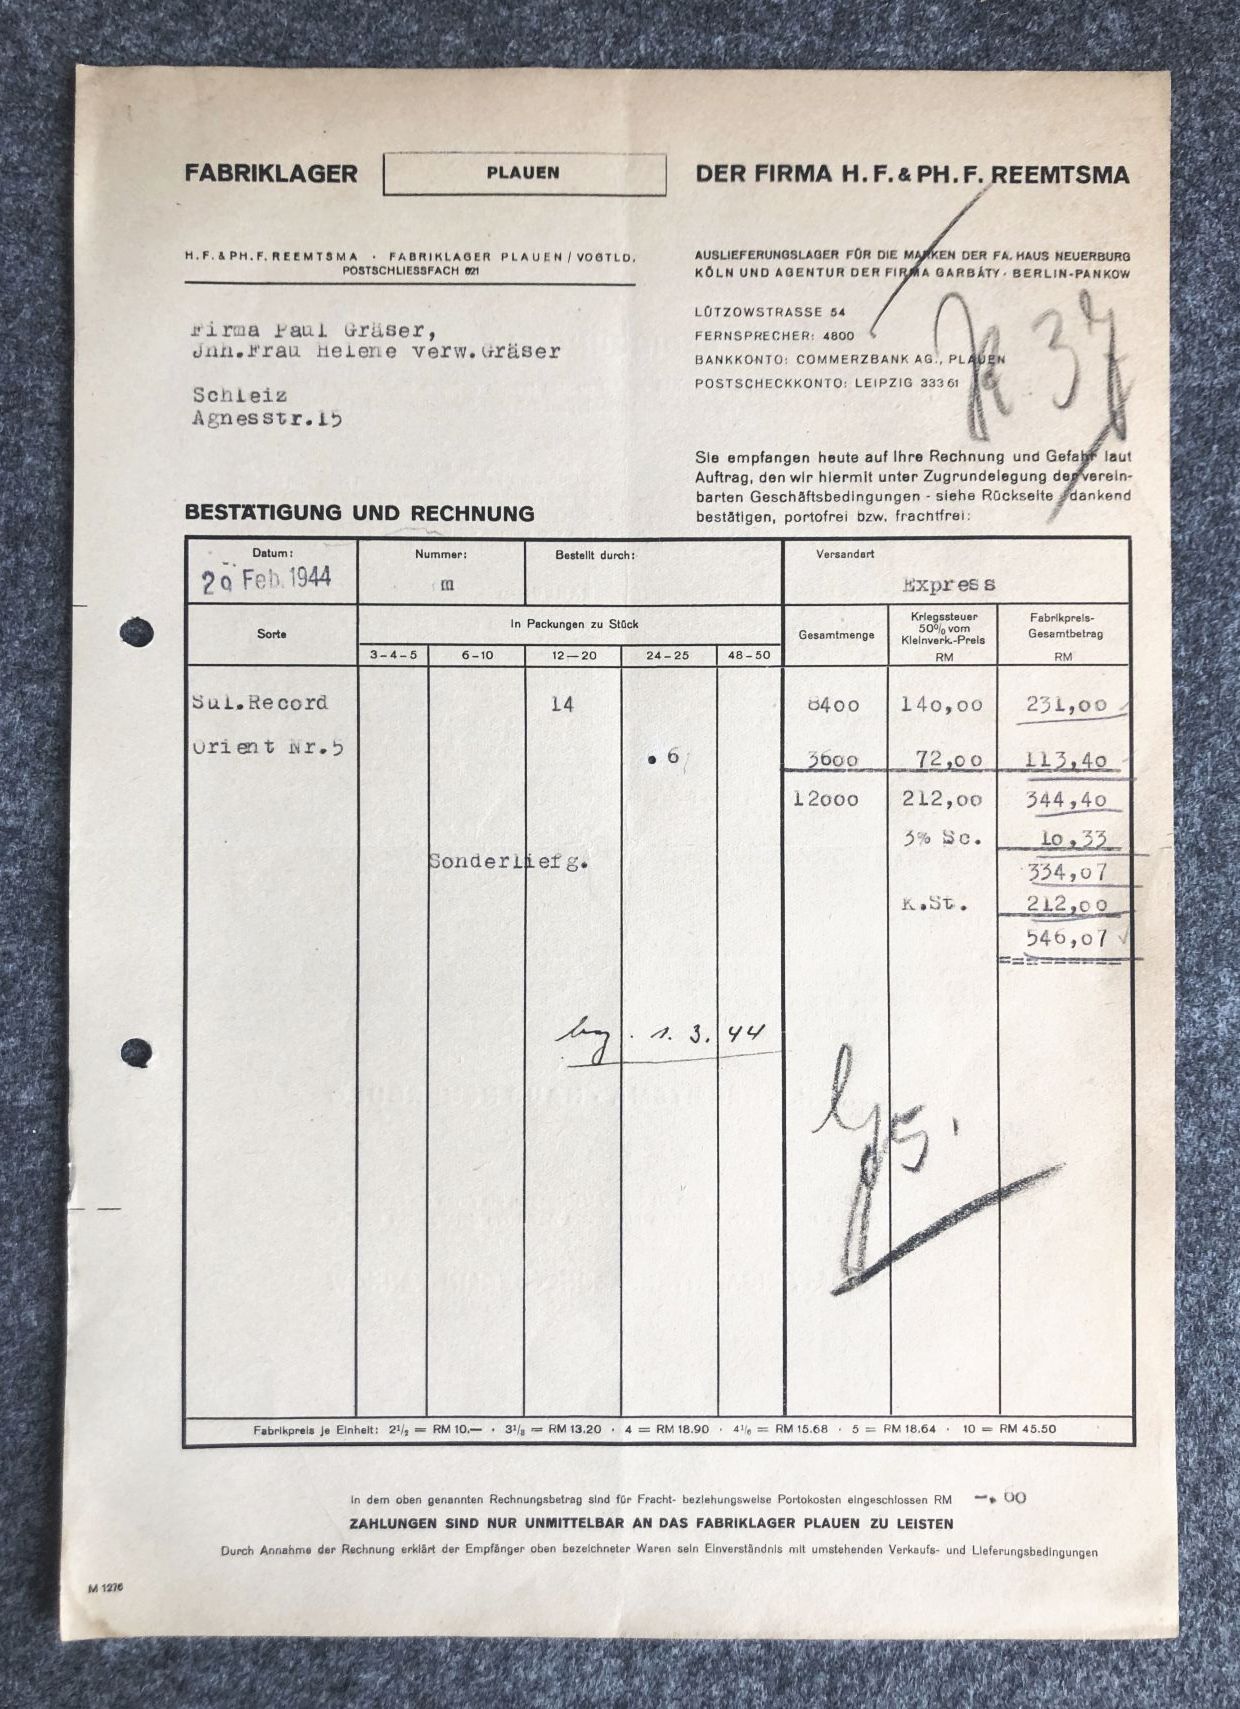 FABRIKLAGER PLAUEN DER FIRMA H. F. & PH. F. REEMTSMA
H. F. & PH. F. REEMTSMA · FABRIKLAGER PLAUEN / VOGTLD.
POSTSCHLIESSFACH 621
AUSLIEFERUNGSLAGER FÜR DIE MARKEN DER FA. HAUS NEUERBURG
KÖLN UND AGENTUR DER FIRMA GARBÁTY · BERLIN-PANKOW
LÜTZOWSTRASSE 54
FERNSPRECHER: 4800
BANKKONTO: COMMERZBANK AG., PLAUEN
POSTSCHECKKONTO: LEIPZIG 33361
37
Firma Paul Gräser,
Jnh.Frau Helene verw.Gräser
Schleiz
Agnesstr.15
Sie empfangen heute auf Ihre Rechnung und Gefahr laut
Auftrag, den wir hiermit unter Zugrundelegung der verein-
barten Geschäftsbedingungen - siehe Rückseite - dankend
bestätigen, portofrei bzw. frachtfrei:
BESTÄTIGUNG UND RECHNUNG
Datum: Nummer: Bestellt durch: Versandart
29. Feb. 1944 m Express
Sorte In Packungen zu Stück Gesamtmenge Kriegssteuer 50% vom Kleinverk.-Preis RM Fabrikpreis-Gesamtbetrag RM
3-4-5 6-10 12—20 24-25 48-50
Sul.Record 14 8400 140,00 231,00
Orient Nr.5 6 3600 72,00 113,40
12000 212,00 344,40
3% Sc. 10,33
Sonderliefg. 334,07
K.St. 212,00
546,07
bez. 1. 3. 44
Fabrikpreis je Einheit: 2½ = RM 10.— · 3⅓ = RM 13.20 · 4 = RM 18.90 · 4⅙ = RM 15.68 · 5 = RM 18.64 · 10 = RM 45.50
In dem oben genannten Rechnungsbetrag sind für Fracht- beziehungsweise Portokosten eingeschlossen RM —.60
ZAHLUNGEN SIND NUR UNMITTELBAR AN DAS FABRIKLAGER PLAUEN ZU LEISTEN
Durch Annahme der Rechnung erklärt der Empfänger oben bezeichneter Waren sein Einverständnis mit umstehenden Verkaufs- und Lieferungsbedingungen
M 1276